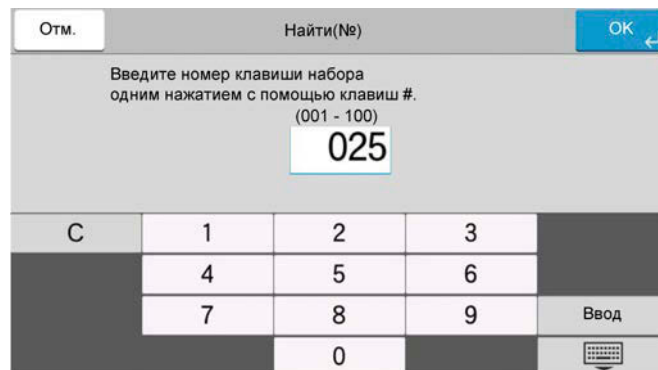 Отм.
Найти(№)
OK
Введите номер клавиши набора
одним нажатием с помощью клавиш #.
(001 - 100)
025
C
1
2
3
4
5
6
7
8
9
Ввод
0